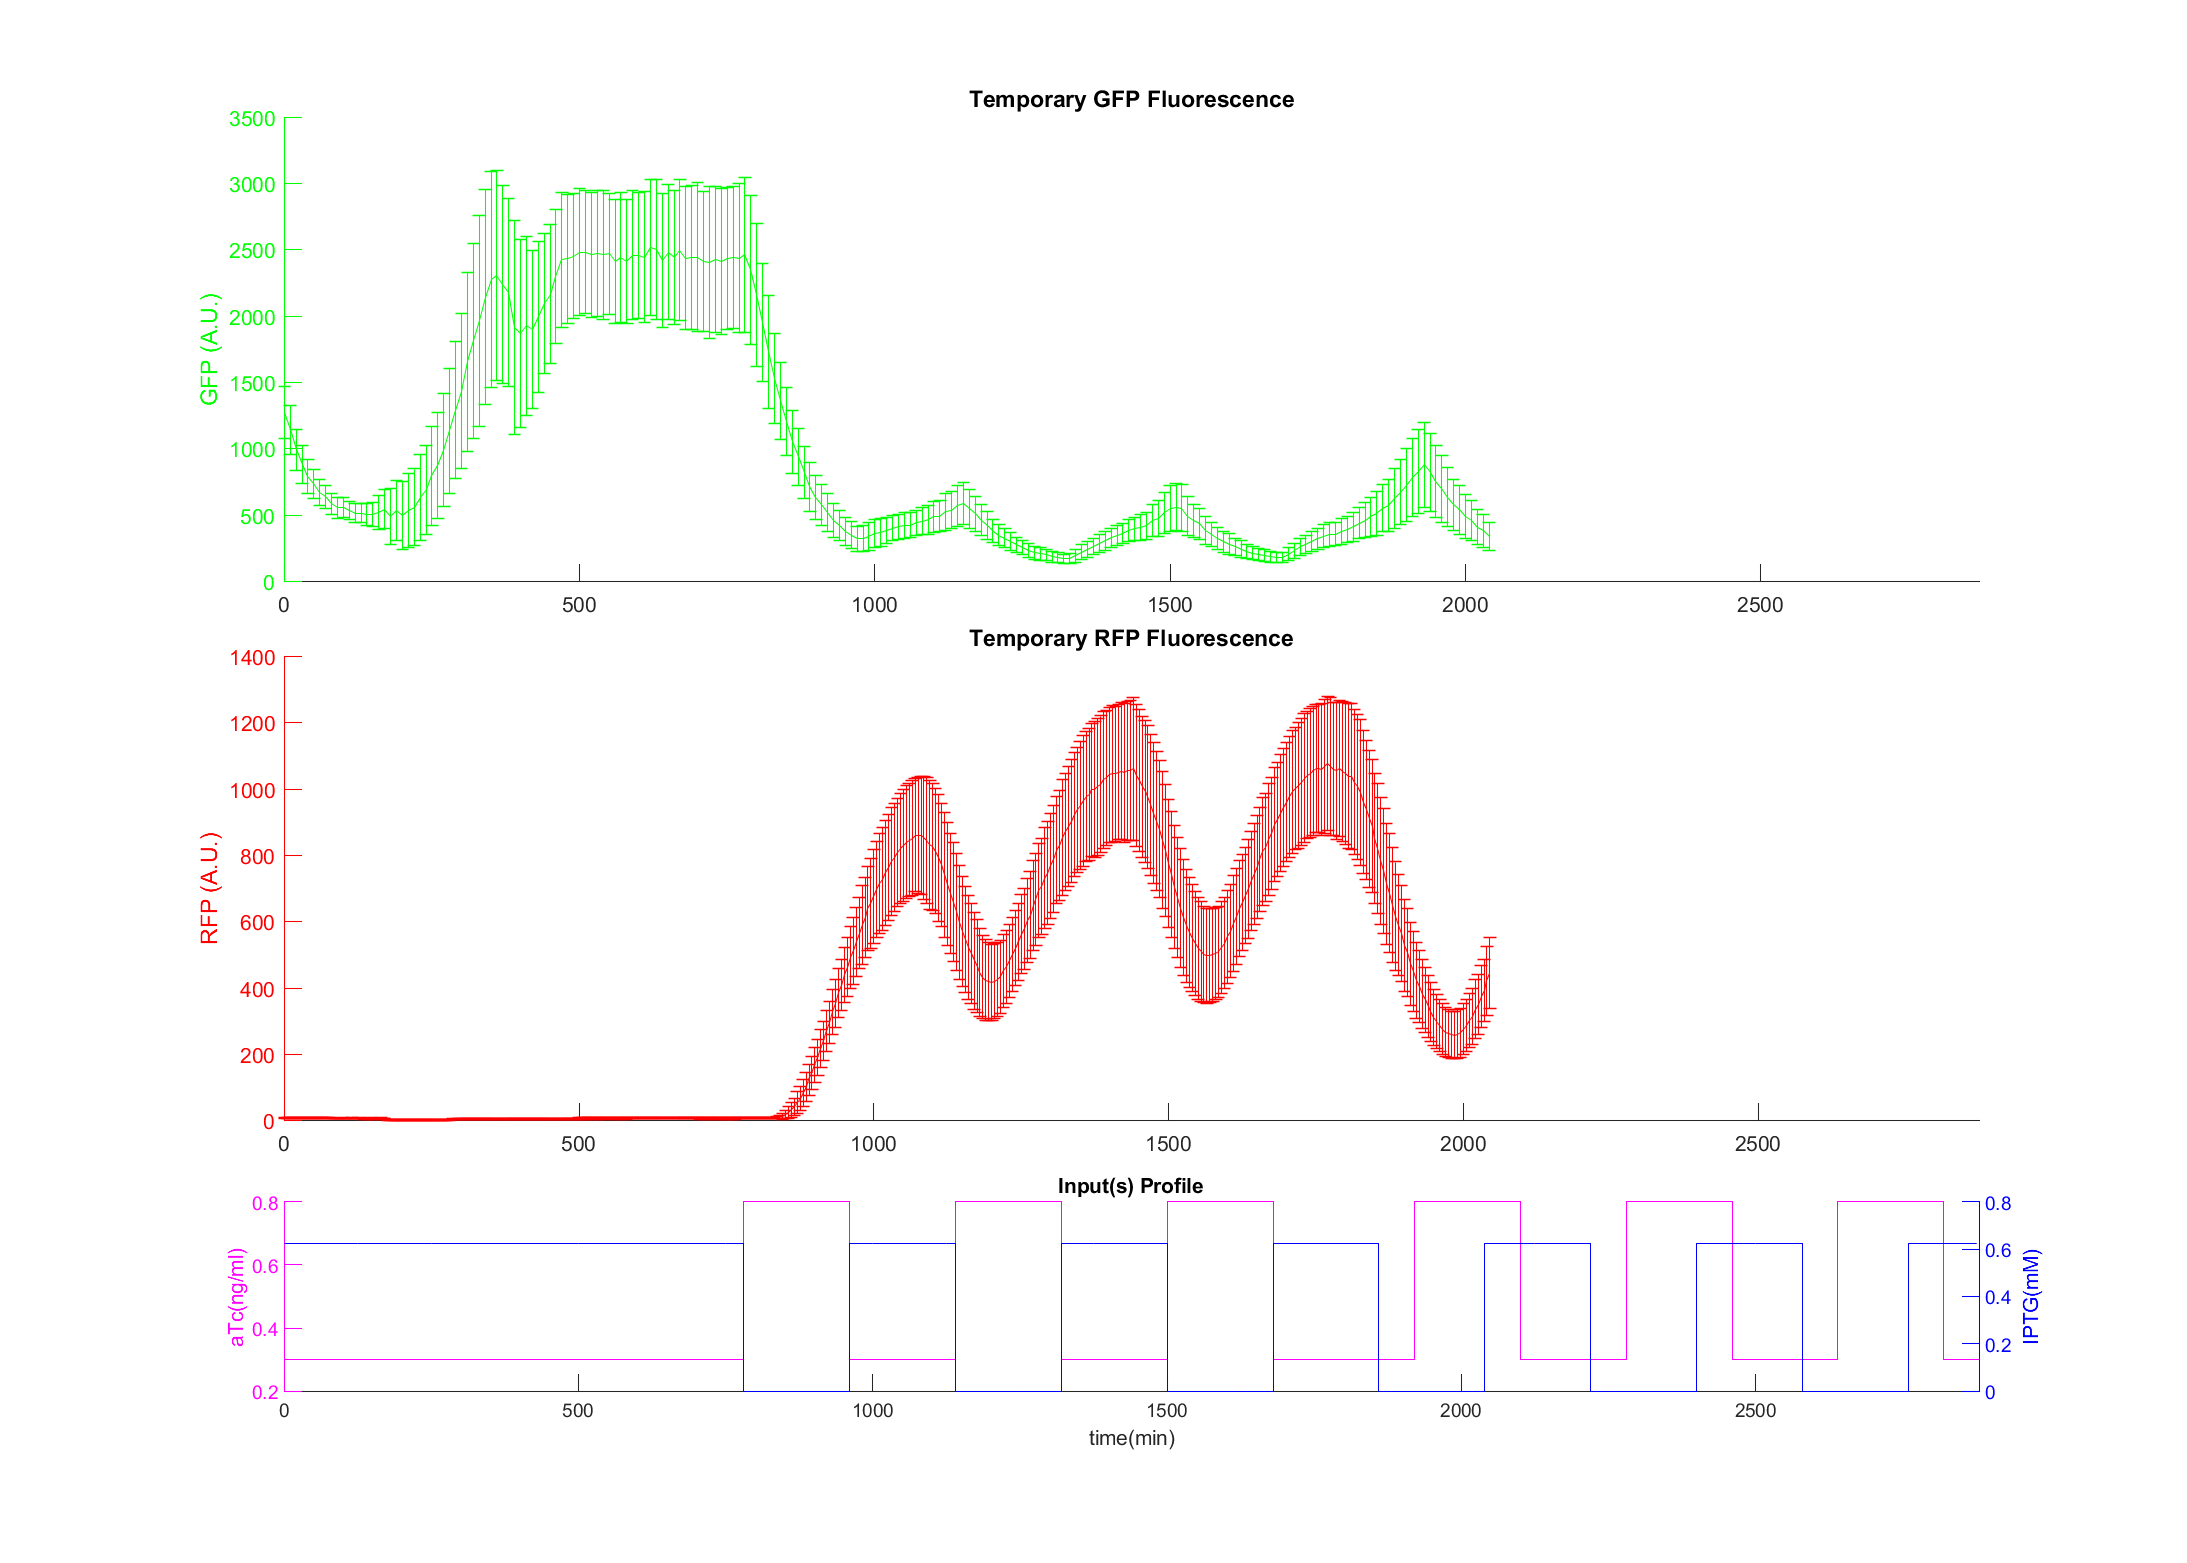 Temporary GFP Fluorescence
3500
3000
2500
2000
1500
1000
500
0
GFP (A.U.)
0 500 1000 1500 2000 2500
Temporary RFP Fluorescence
1400
1200
1000
800
600
400
200
0
RFP (A.U.)
0 500 1000 1500 2000 2500
Input(s) Profile
0.8
0.6
0.4
0.2
aTc(ng/ml)
0.8
0.6
0.4
0.2
0
IPTG(mM)
0 500 1000 1500 2000 2500
time(min)